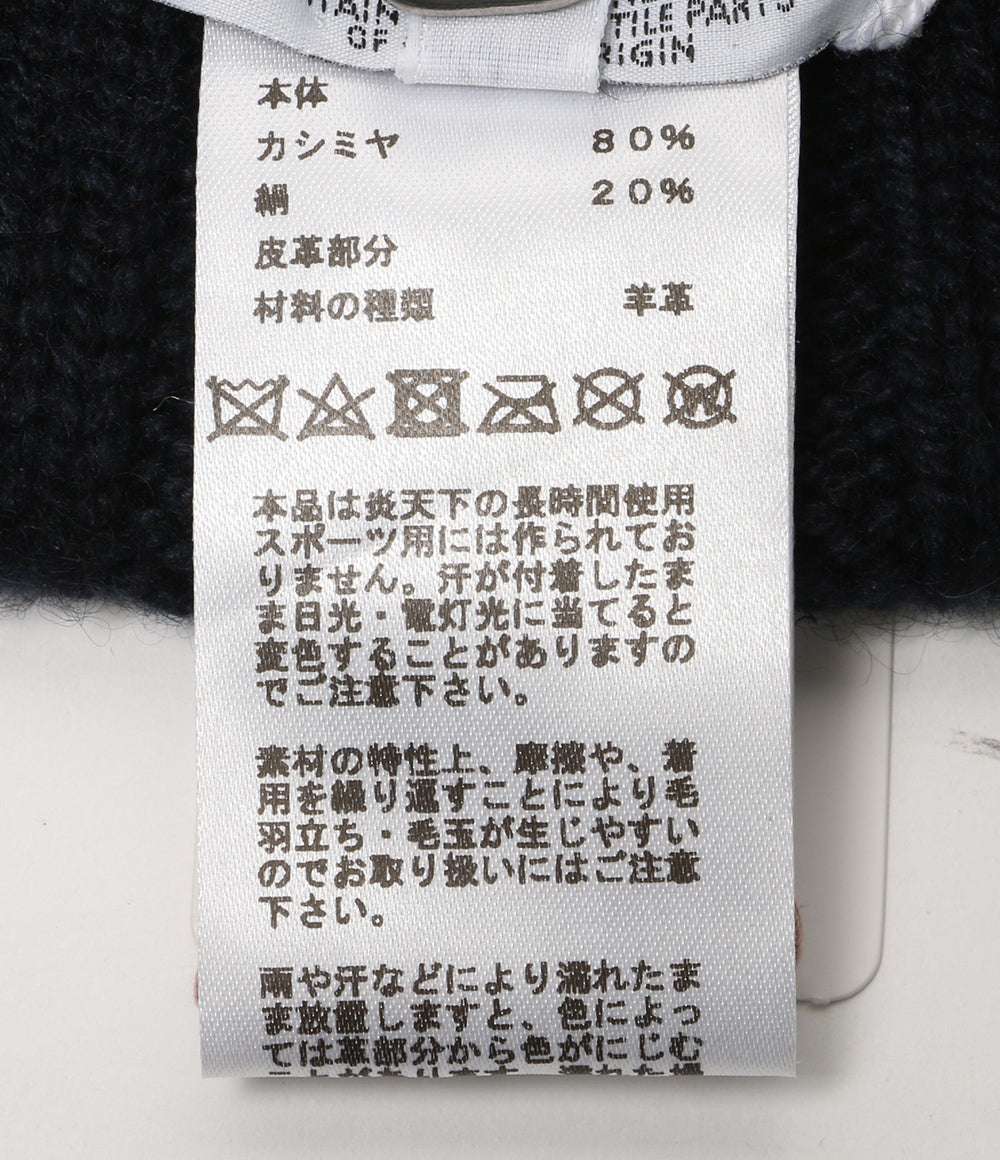 OF
TILE PARTS
RIGIN
本体
カシミヤ 80%
絹 20%
皮革部分
材料の種類 羊革
W
本品は炎天下の長時間使用
スポーツ用には作られてお
りません。汗が付着したま
ま日光・電灯光に当てると
変色することがありますの
でご注意下さい。
素材の特性上、摩擦や、着
用を繰り返すことにより毛
羽立ち・毛玉が生じやすい
のでお取り扱いにはご注意
下さい。
雨や汗などにより濡れたま
ま放置しますと、色によっ
ては革部分から色がにじむ